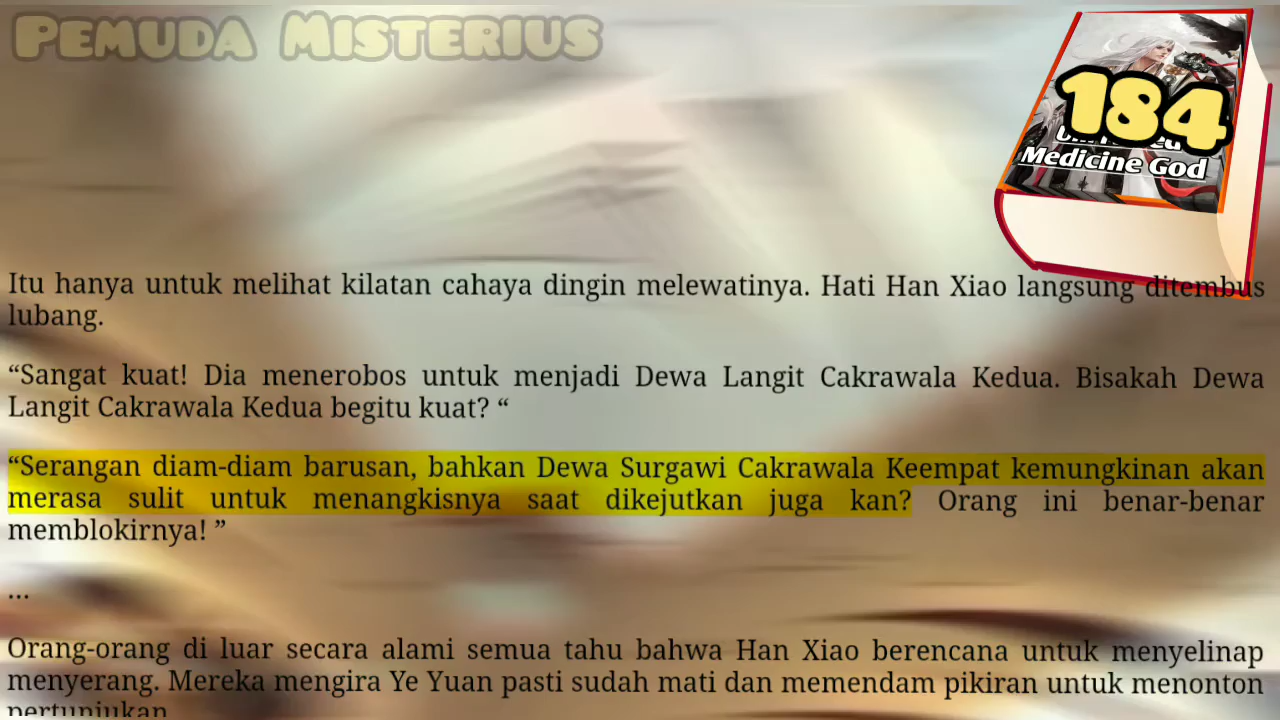 Pemuda Misterius
184
Medicine God
Itu hanya untuk melihat kilatan cahaya dingin melewatinya. Hati Han Xiao langsung ditembus
lubang.
“Sangat kuat! Dia menerobos untuk menjadi Dewa Langit Cakrawala Kedua. Bisakah Dewa
Langit Cakrawala Kedua begitu kuat? “
“Serangan diam-diam barusan, bahkan Dewa Surgawi Cakrawala Keempat kemungkinan akan
merasa sulit untuk menangkisnya saat dikejutkan juga kan? Orang ini benar-benar
memblokirnya! ”
...
Orang-orang di luar secara alami semua tahu bahwa Han Xiao berencana untuk menyelinap
menyerang. Mereka mengira Ye Yuan pasti sudah mati dan memendam pikiran untuk menonton
pertunjukan